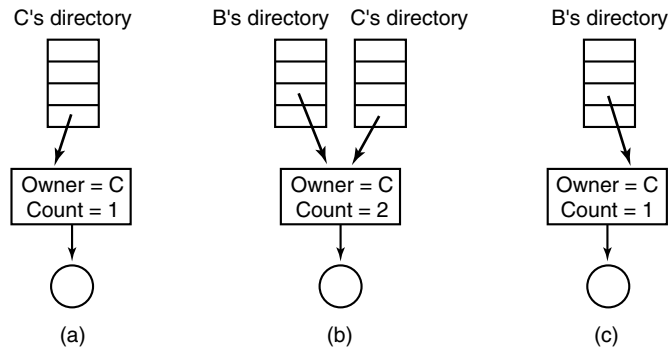 C's directory
B's directory
C's directory
B's directory
Owner = C
Count = 1
Owner = C
Count = 2
Owner = C
Count = 1
(a)
(b)
(c)